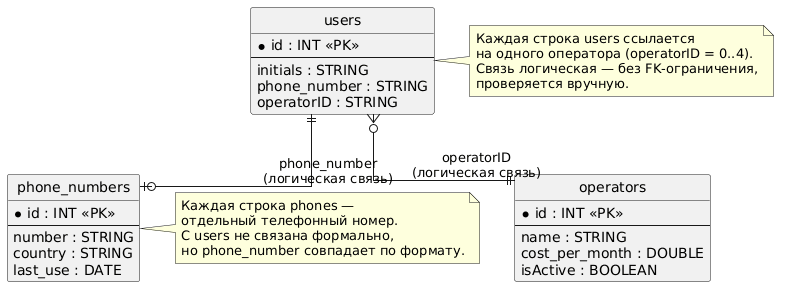 users
id : INT «PK»
initials : STRING
phone_number : STRING
operatorID : STRING
Каждая строка users ссылается
на одного оператора (operatorID = 0..4).
Связь логическая — без FK-ограничения,
проверяется вручную.
phone_number
(логическая связь)
operatorID
(логическая связь)
phone_numbers
id : INT «PK»
number : STRING
country : STRING
last_use : DATE
Каждая строка phones —
отдельный телефонный номер.
С users не связана формально,
но phone_number совпадает по формату.
operators
id : INT «PK»
name : STRING
cost_per_month : DOUBLE
isActive : BOOLEAN